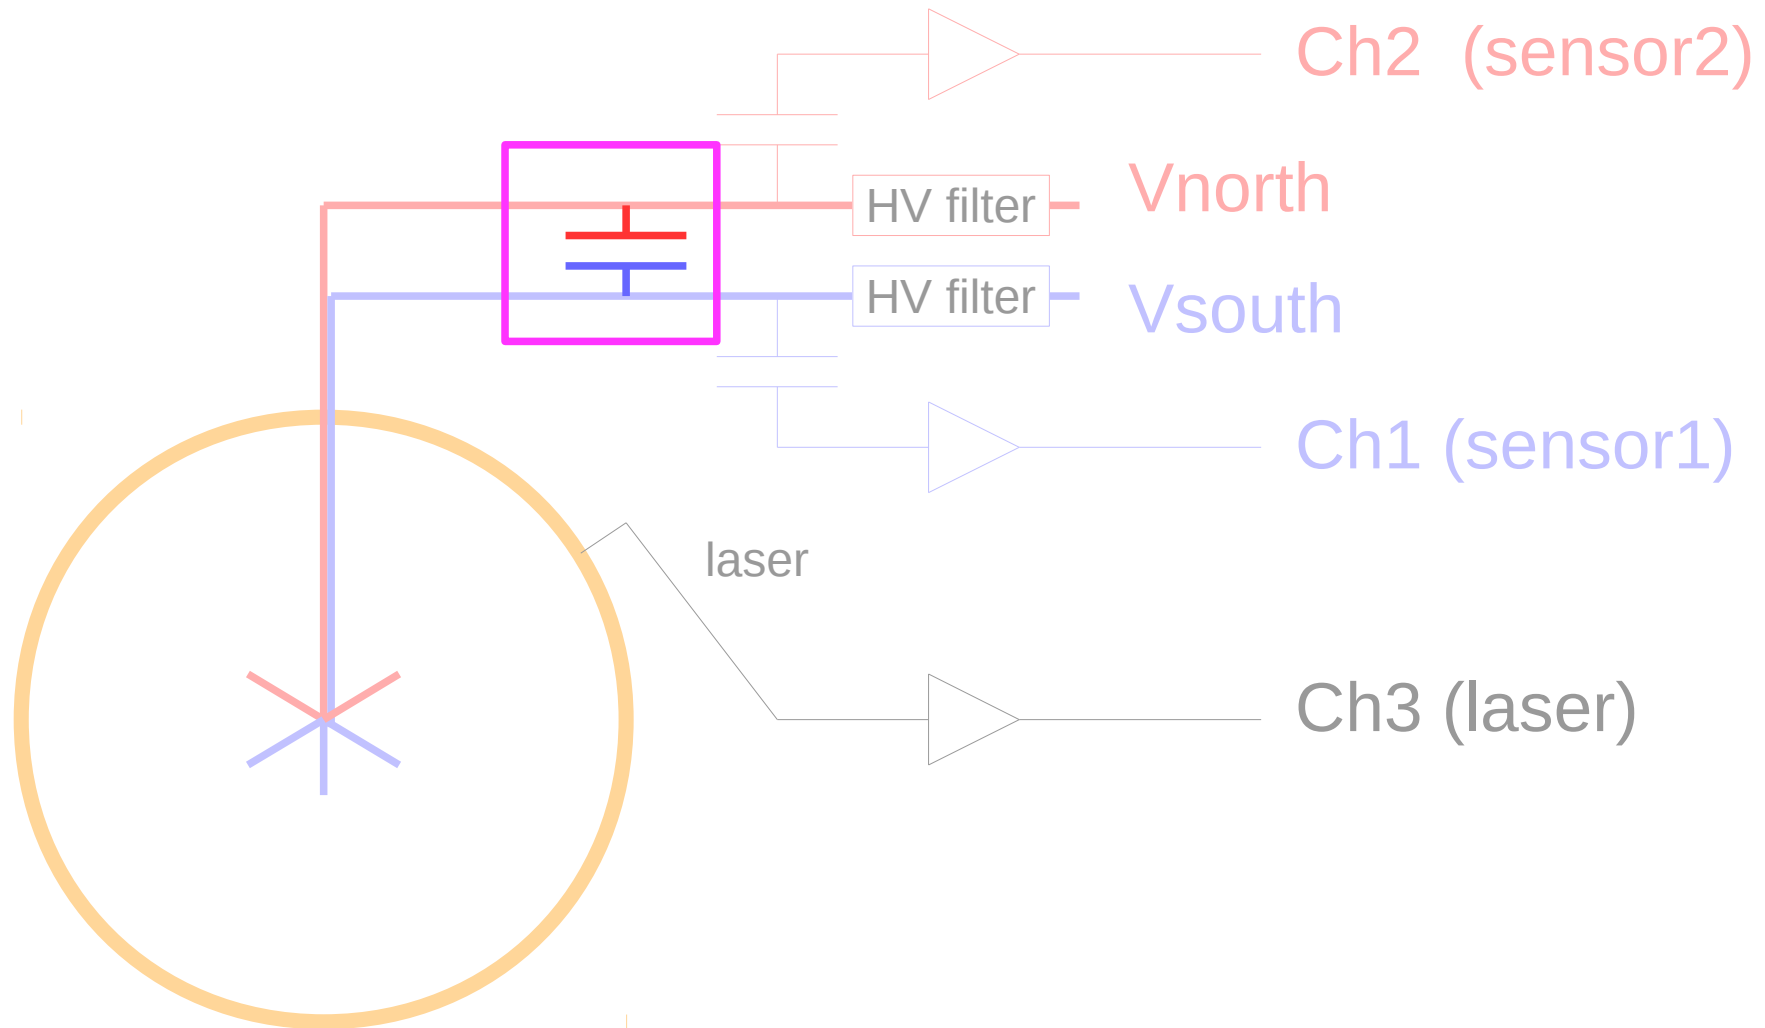 Ch2 (sensor2)
Vnorth
HV filter
HV filter
Vsouth
Ch1 (sensor1)
laser
Ch3 (laser)